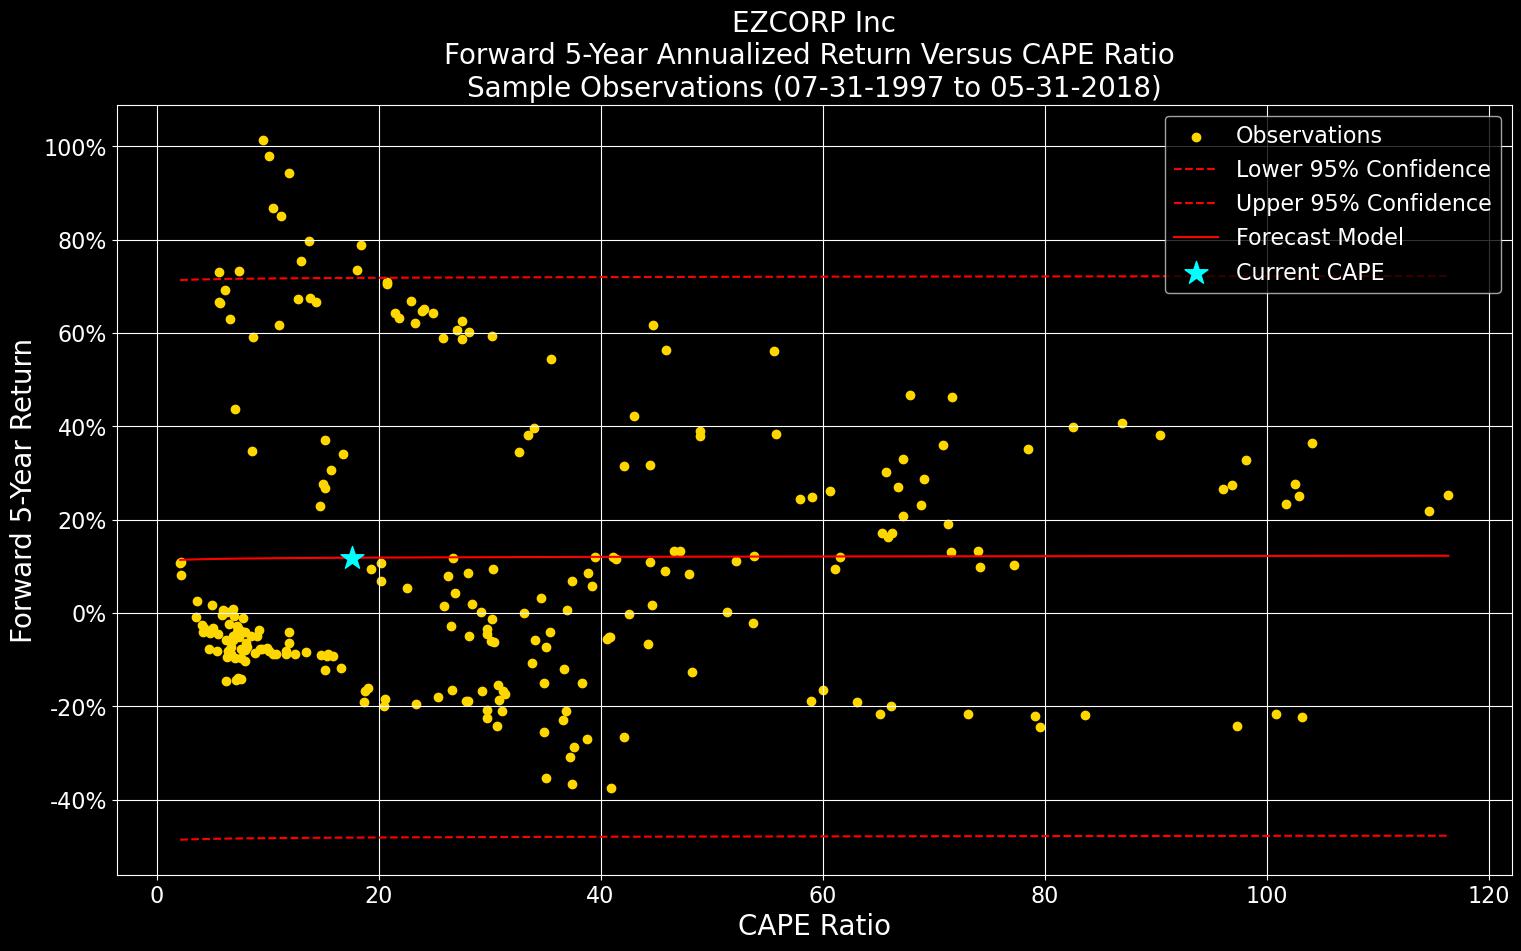 EZCORP Inc
Forward 5-Year Annualized Return Versus CAPE Ratio
Sample Observations (07-31-1997 to 05-31-2018)
Observations
Lower 95% Confidence
Upper 95% Confidence
Forecast Model
Current CAPE
Forward 5-Year Return
100%
80%
60%
40%
20%
0%
-20%
-40%
0 20 40 60 80 100 120
CAPE Ratio